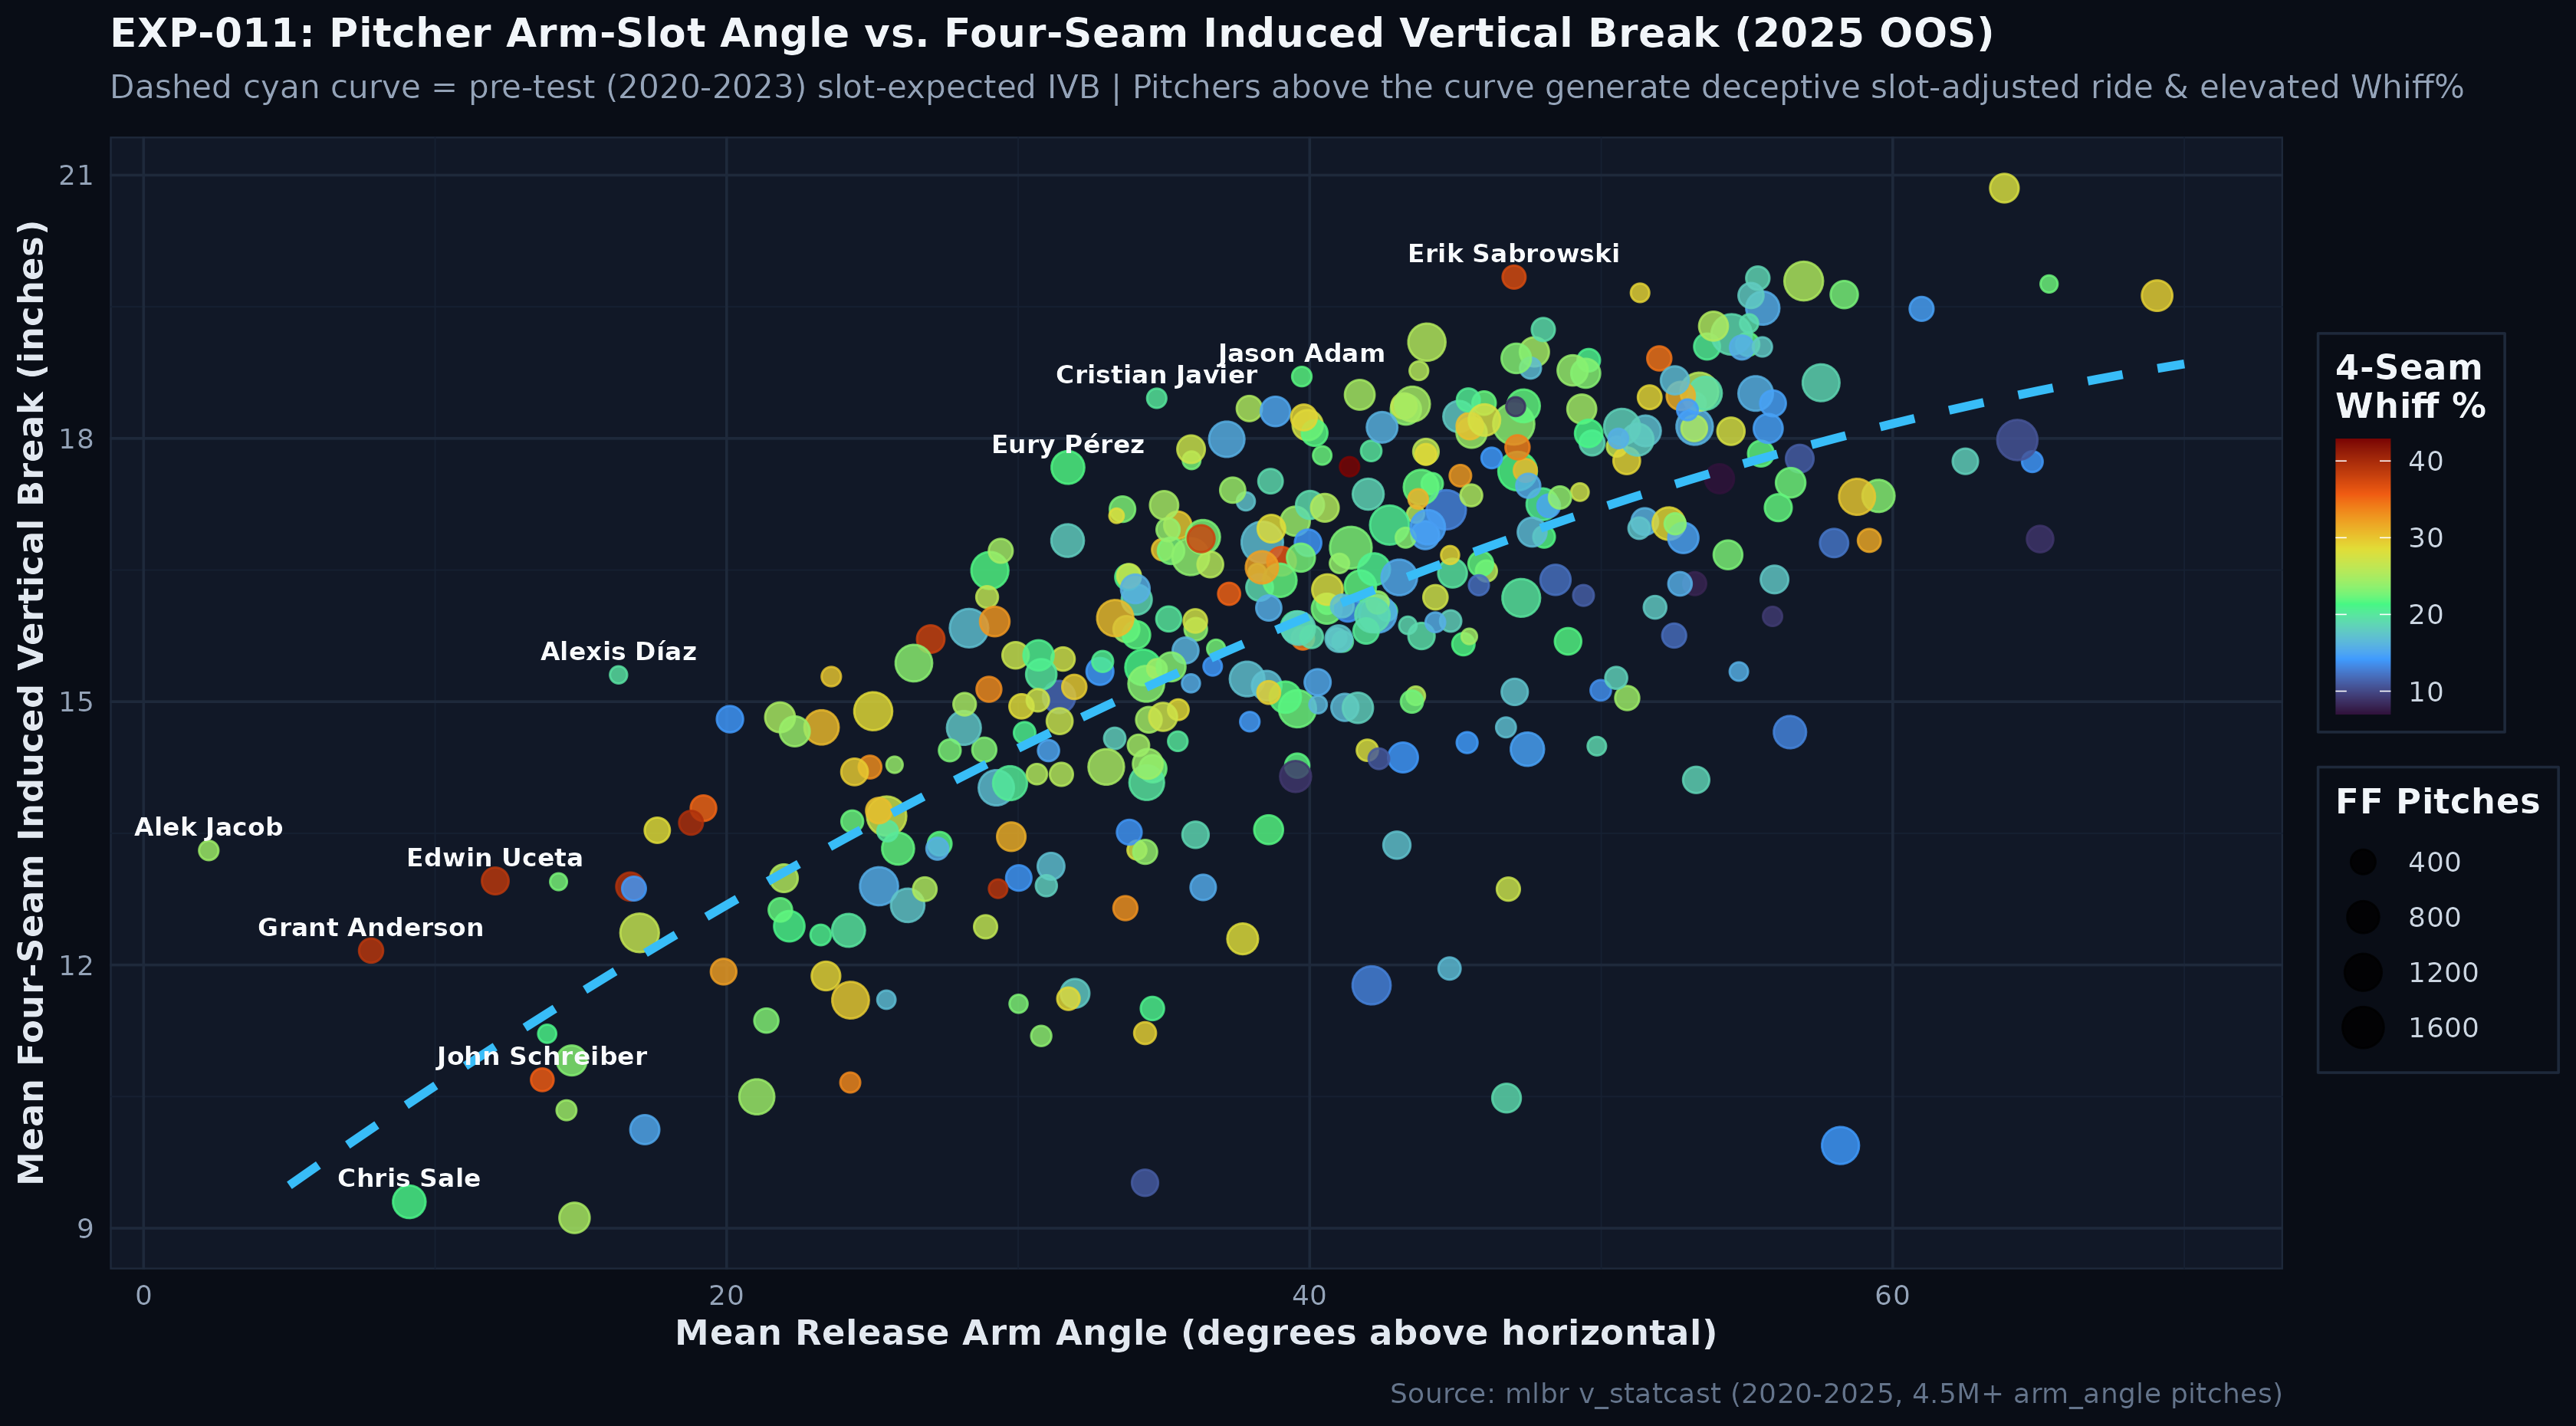 EXP-011: Pitcher Arm-Slot Angle vs. Four-Seam Induced Vertical Break (2025 OOS)
Dashed cyan curve = pre-test (2020-2023) slot-expected IVB | Pitchers above the curve generate deceptive slot-adjusted ride & elevated Whiff%
Mean Four-Seam Induced Vertical Break (inches)
21
18
15
12
9
Erik Sabrowski
Jason Adam
Cristian Javier
Eury Pérez
Alexis Díaz
Alek Jacob
Edwin Uceta
Grant Anderson
John Schreiber
Chris Sale
0
20
40
60
Mean Release Arm Angle (degrees above horizontal)
4-Seam
Whiff %
40
30
20
10
FF Pitches
400
800
1200
1600
Source: mlbr v_statcast (2020-2025, 4.5M+ arm_angle pitches)